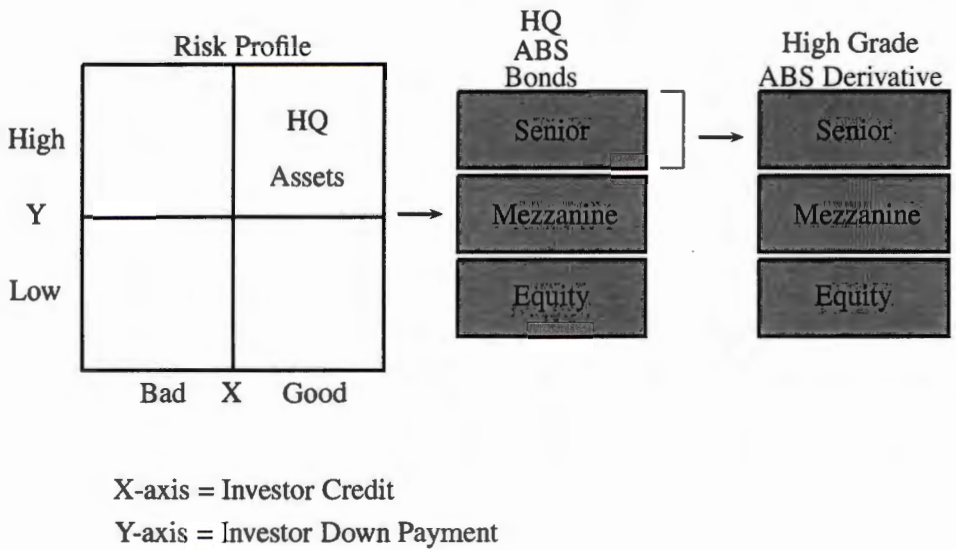 Risk Profile
HQ
Assets
High
Y
Low
Bad X Good
HQ
ABS
Bonds
Senior
Mezzanine
Equity
High Grade
ABS Derivative
Senior
Mezzanine
Equity
X-axis = Investor Credit
Y-axis = Investor Down Payment